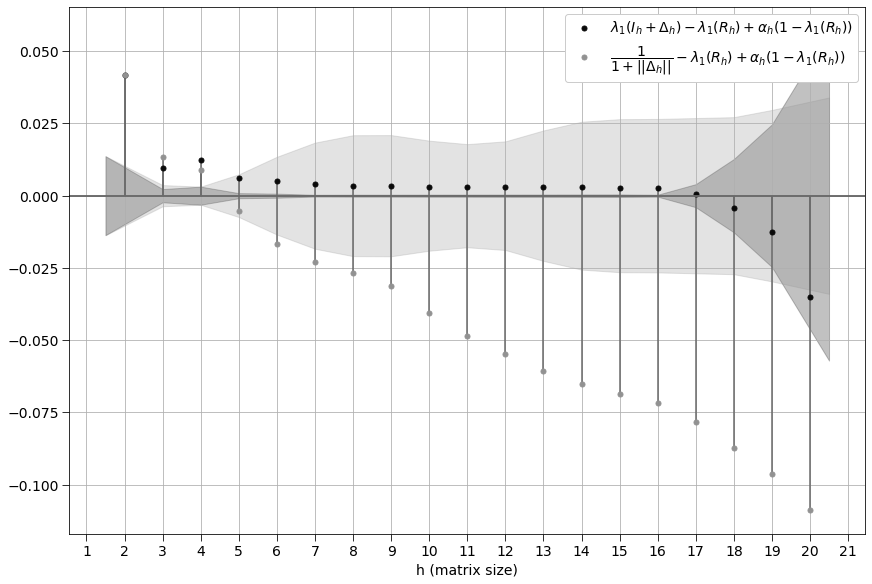 λ₁(Iₕ + Δₕ) − λ₁(Rₕ) + αₕ(1 − λ₁(Rₕ))
1/(1 + ||Δₕ||) − λ₁(Rₕ) + αₕ(1 − λ₁(Rₕ))
0.050
0.025
0.000
−0.025
−0.050
−0.075
−0.100
1 2 3 4 5 6 7 8 9 10 11 12 13 14 15 16 17 18 19 20 21
h (matrix size)